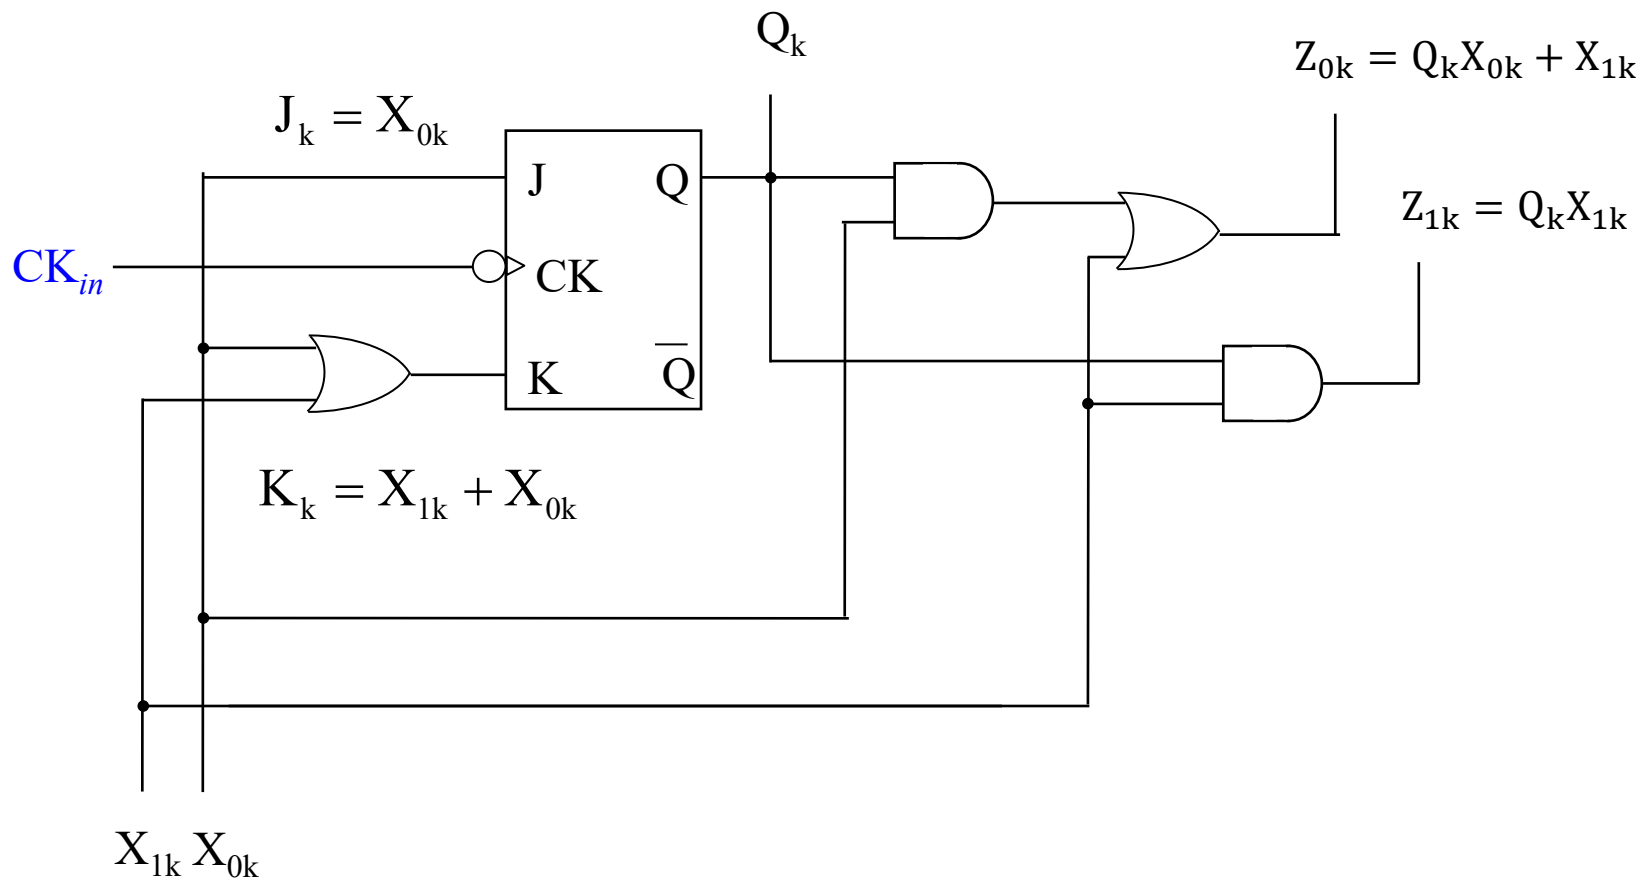 Qₖ
Z₀ₖ = QₖX₀ₖ + X₁ₖ
Jₖ = X₀ₖ
J
Q
Z₁ₖ = QₖX₁ₖ
CKᵢₙ
CK
K
Q̅
Kₖ = X₁ₖ + X₀ₖ
X₁ₖ X₀ₖ